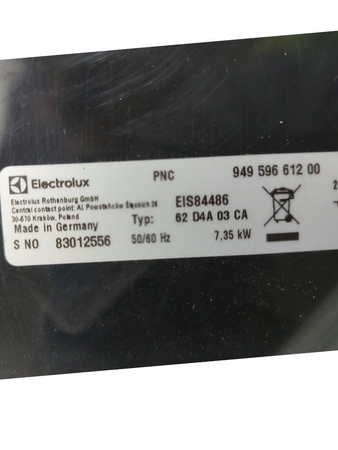 Electrolux PNC 949 596 612 00
Electrolux Rothenburg GmbH
Central contact point: Al. Powstańców Śląskich 26
30-570 Kraków, Poland
EIS84486
Made in Germany Typ: 62 D4A 03 CA
S NO 83012556 50/60 Hz 7,35 kW